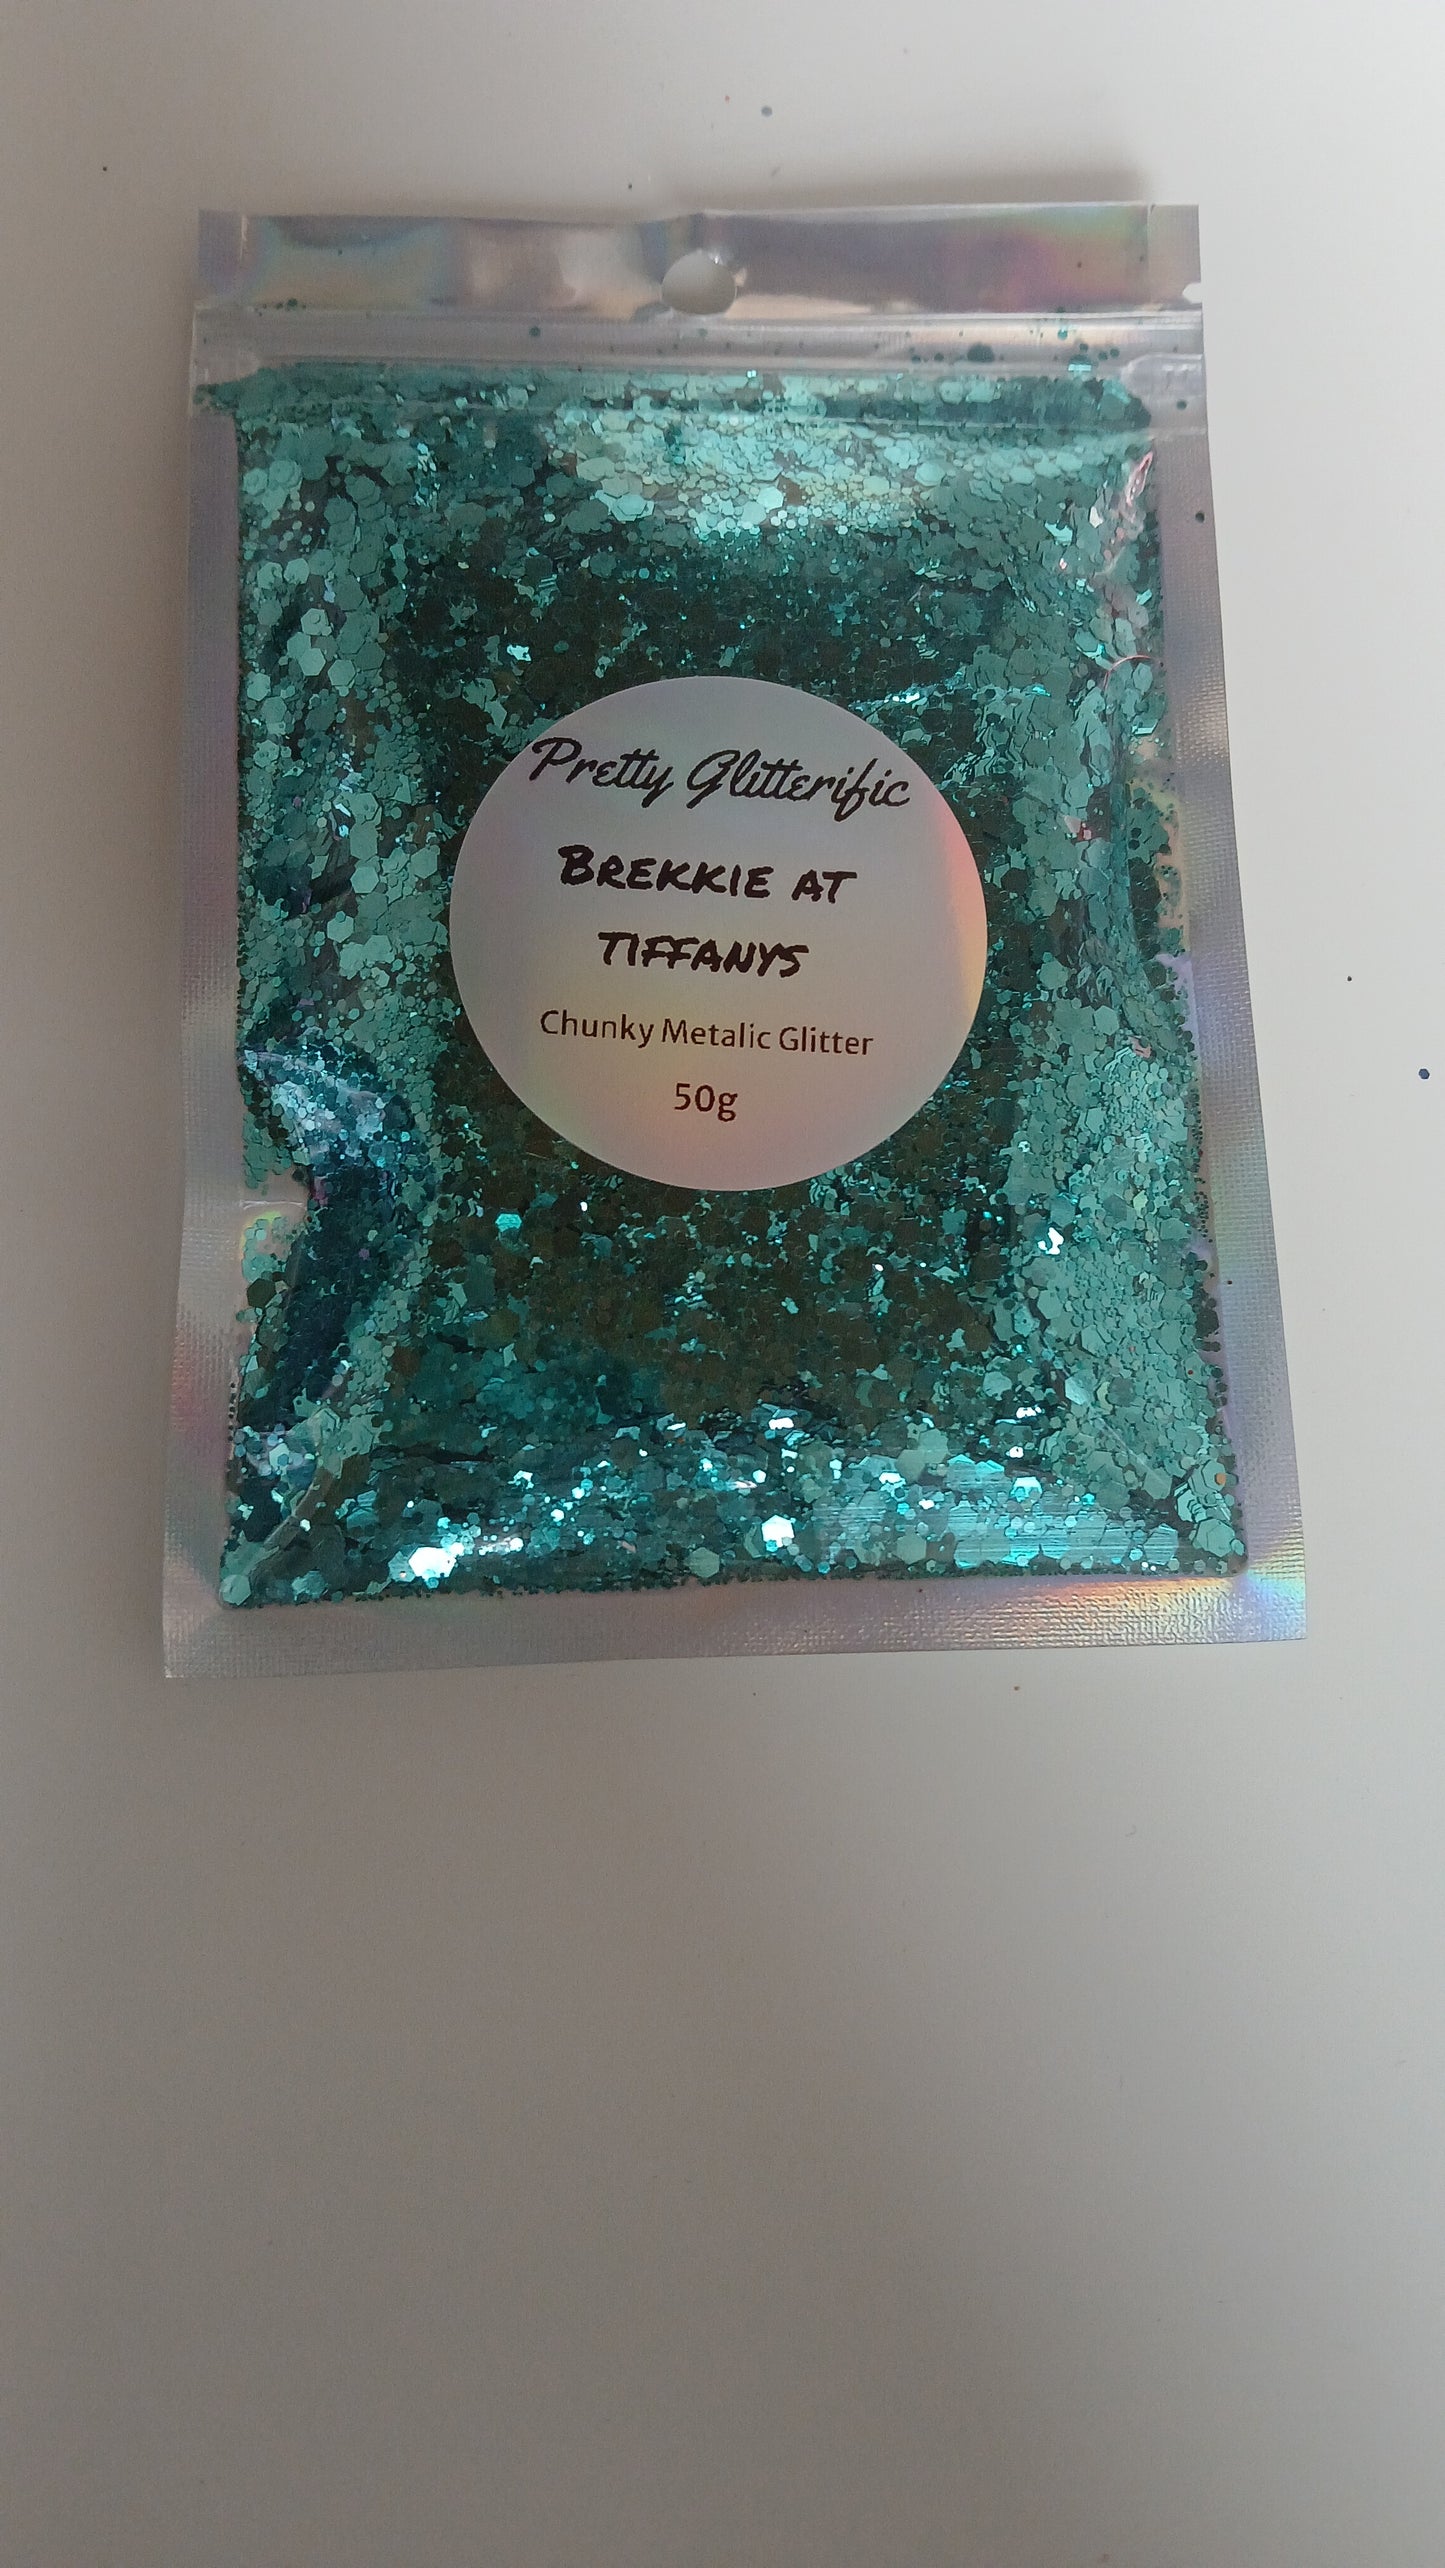 Pretty Glitterific
BREKKIE AT
TIFFANYS
Chunky Metalic Glitter
50g